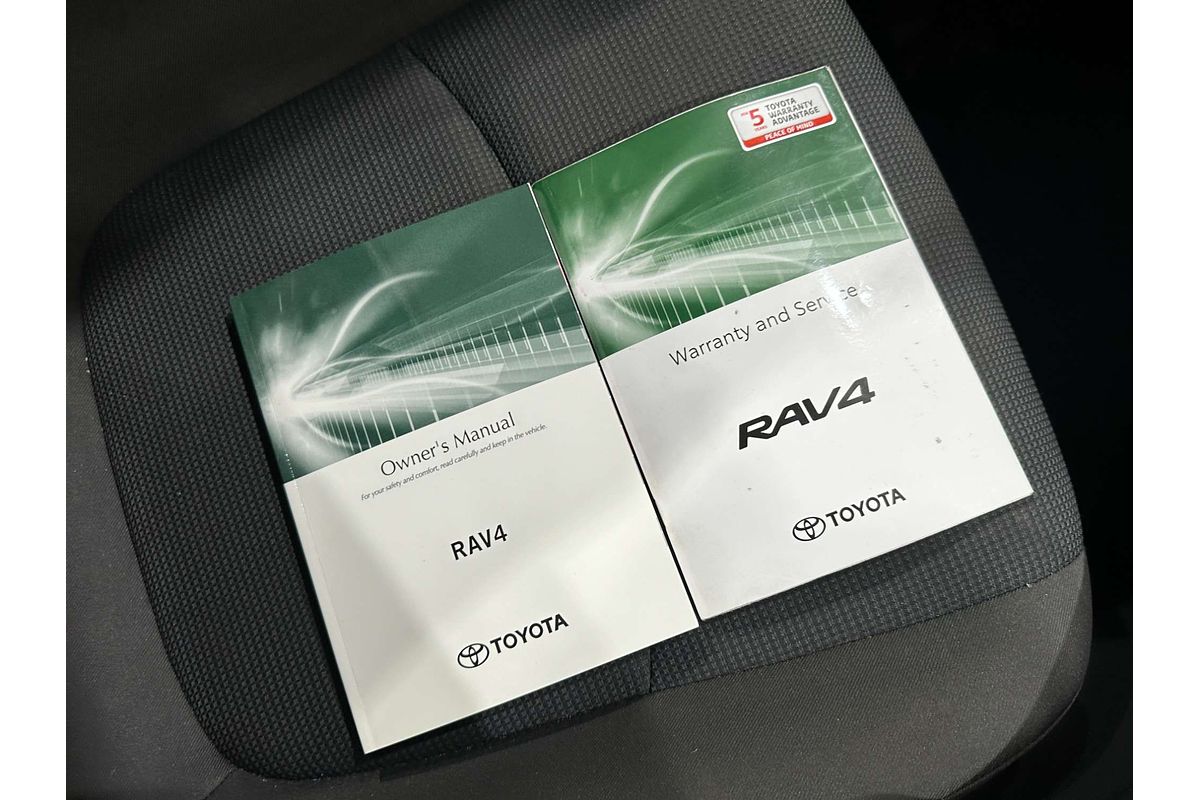 Owner's Manual
For your safety and comfort, read carefully and keep in the vehicle.
RAV4
TOYOTA
5
YEARS
TOYOTA
WARRANTY
ADVANTAGE
PEACE OF MIND
Warranty and Service
RAV4
TOYOTA